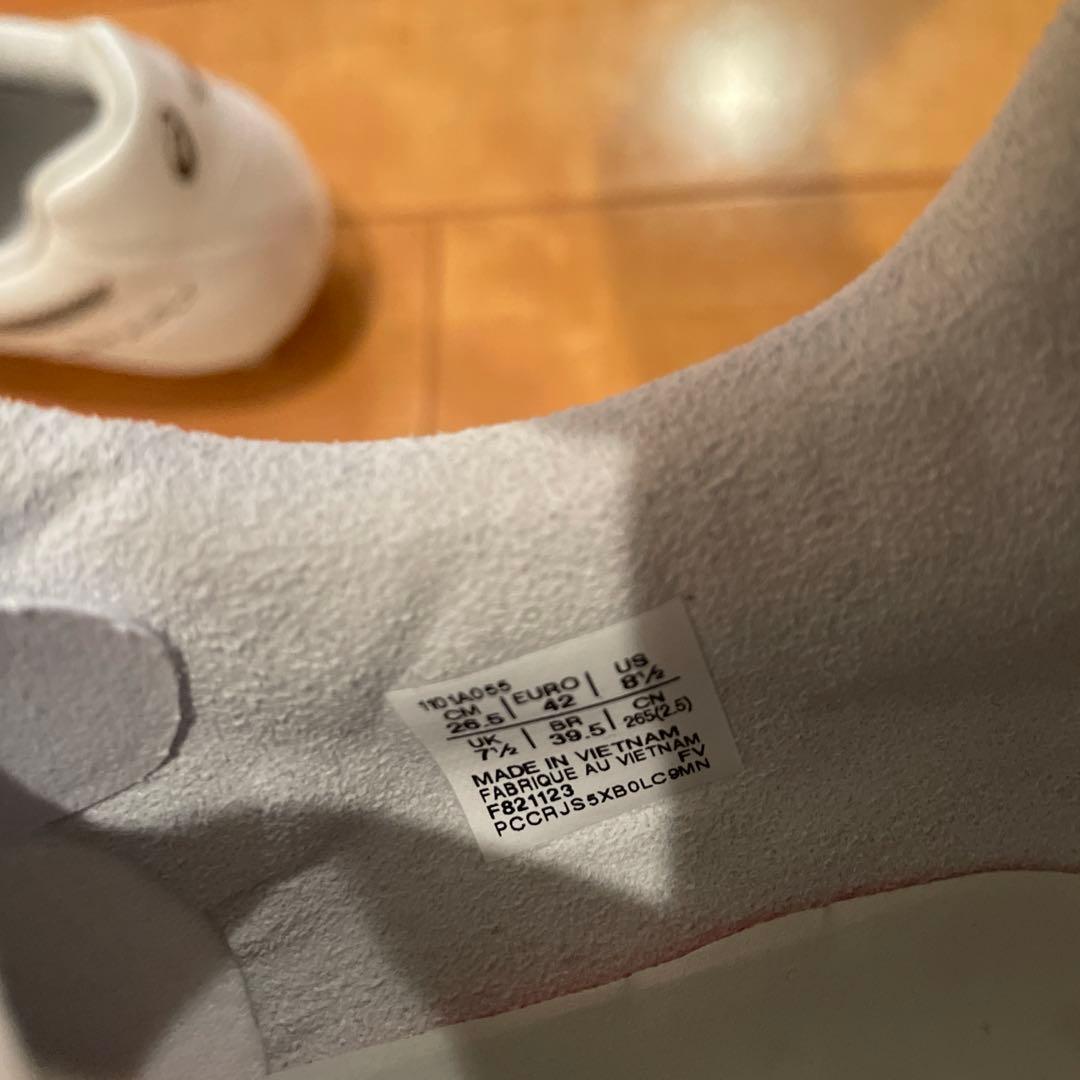 1101A055
CM | EURO | US
26.5 | 42 | 8½
UK | BR | CN
7½ | 39.5 | 265(2.5)
MADE IN VIETNAM
FABRIQUE AU VIETNAM
F821123 FV
PCCRJS5XB0LC9MN